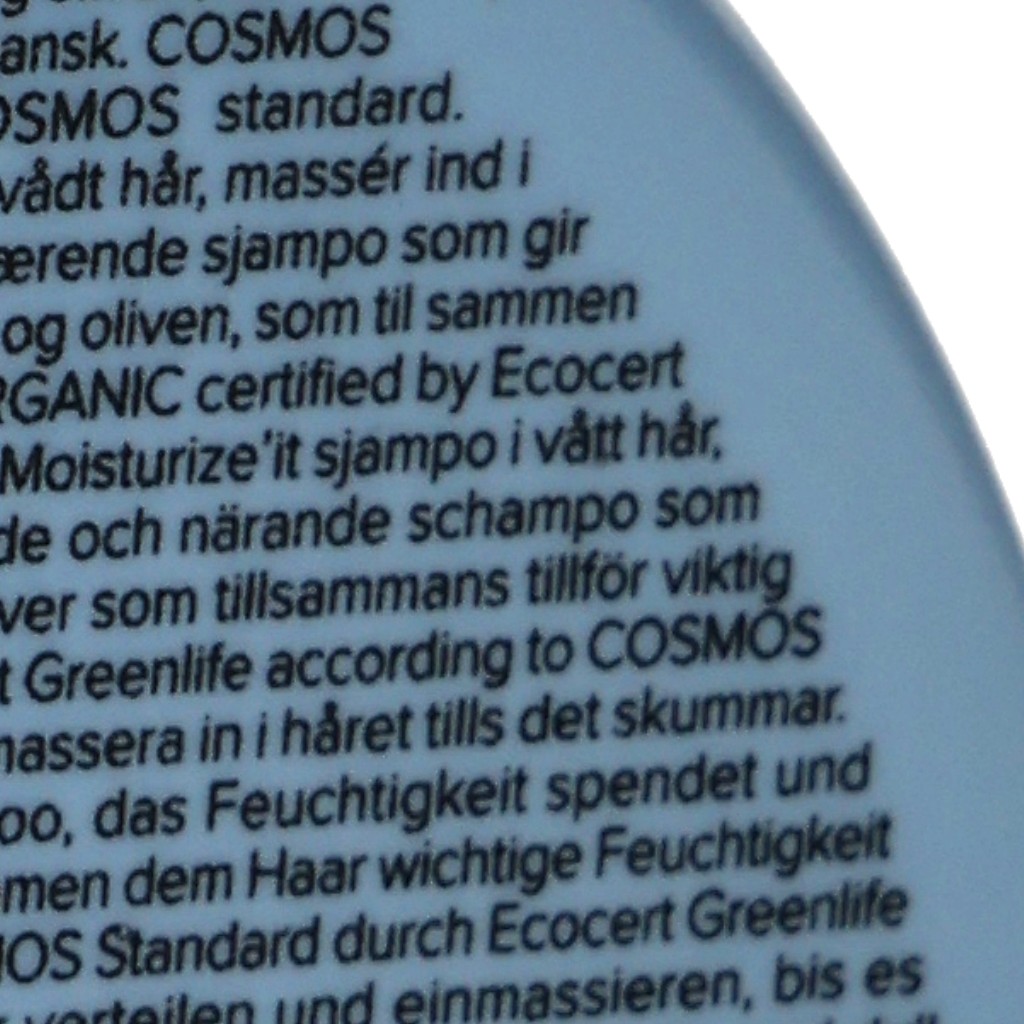 ansk. COSMOS
OSMOS standard.
vådt hår, massér ind i
ærende sjampo som gir
og oliven, som til sammen
RGANIC certified by Ecocert
Moisturize'it sjampo i vått hår,
de och närande schampo som
ver som tillsammans tillför viktig
t Greenlife according to COSMOS
massera in i håret tills det skummar.
oo, das Feuchtigkeit spendet und
men dem Haar wichtige Feuchtigkeit
MOS Standard durch Ecocert Greenlife
verteilen und einmassieren, bis es